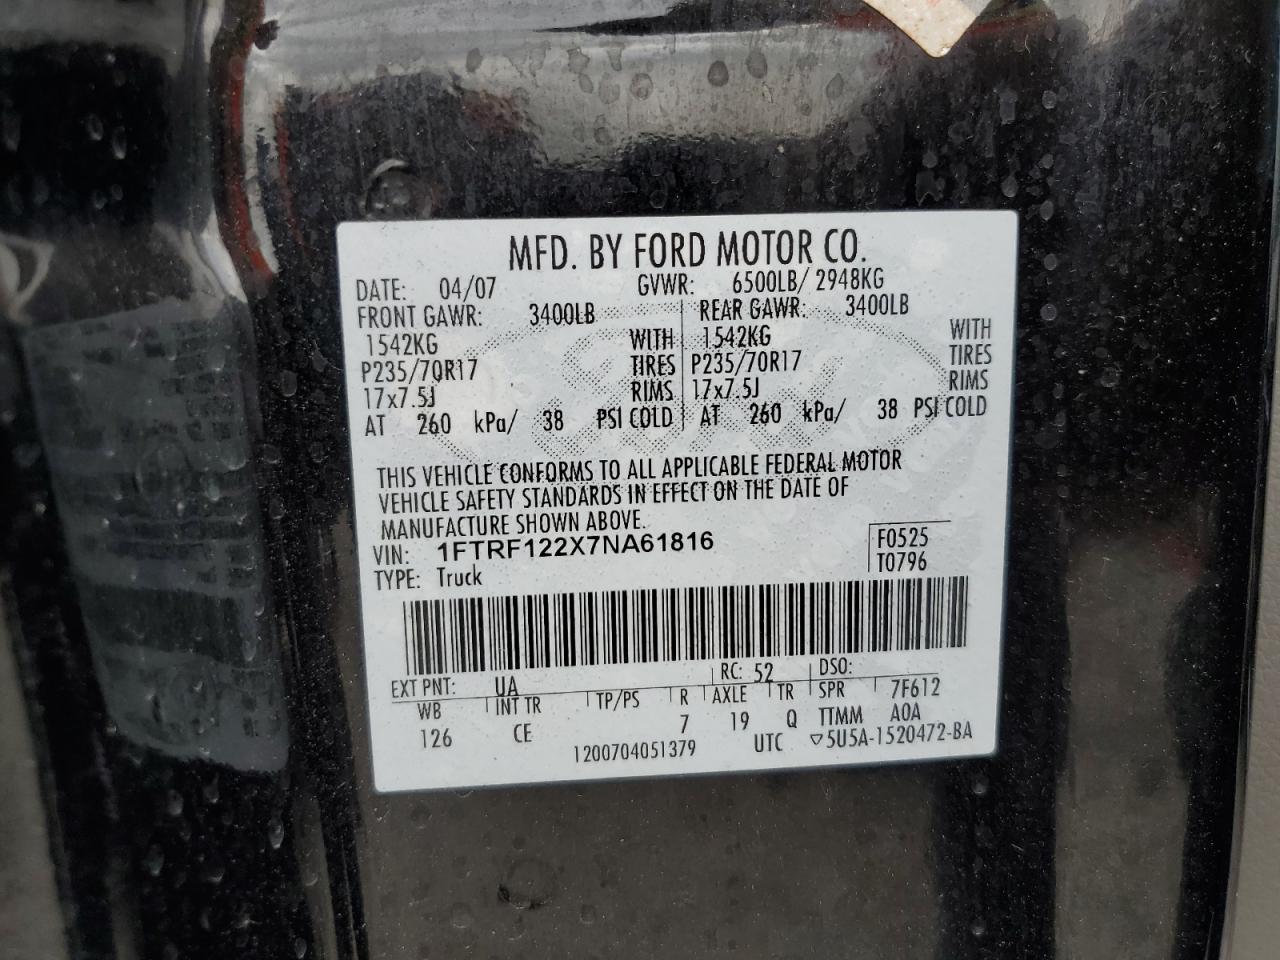 MFD. BY FORD MOTOR CO.
DATE: 04/07 GVWR: 6500LB/ 2948KG
FRONT GAWR: 3400LB REAR GAWR: 3400LB
1542KG WITH 1542KG WITH
P235/70R17 TIRES P235/70R17 TIRES
17x7.5J RIMS 17x7.5J RIMS
AT 260 kPa/ 38 PSI COLD AT 260 kPa/ 38 PSI COLD
THIS VEHICLE CONFORMS TO ALL APPLICABLE FEDERAL MOTOR
VEHICLE SAFETY STANDARDS IN EFFECT ON THE DATE OF
MANUFACTURE SHOWN ABOVE.
VIN: 1FTRF122X7NA61816 F0525
TYPE: Truck T0796
EXT PNT: UA RC: 52 DSO:
WB INT TR TP/PS R AXLE TR SPR 7F612
126 CE 7 19 Q TTMM A0A
1200704051379 UTC ▽5U5A-1520472-BA